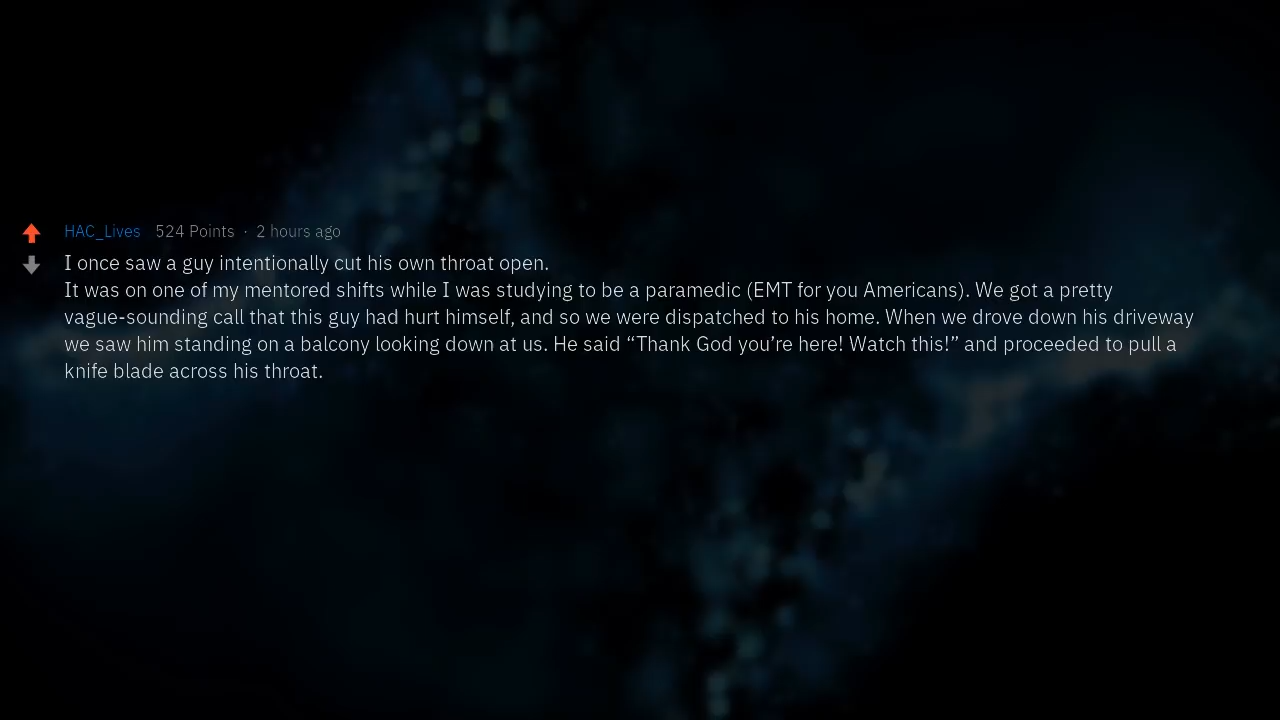 HAC_Lives 524 Points · 2 hours ago
I once saw a guy intentionally cut his own throat open.
It was on one of my mentored shifts while I was studying to be a paramedic (EMT for you Americans). We got a pretty
vague-sounding call that this guy had hurt himself, and so we were dispatched to his home. When we drove down his driveway
we saw him standing on a balcony looking down at us. He said “Thank God you’re here! Watch this!” and proceeded to pull a
knife blade across his throat.